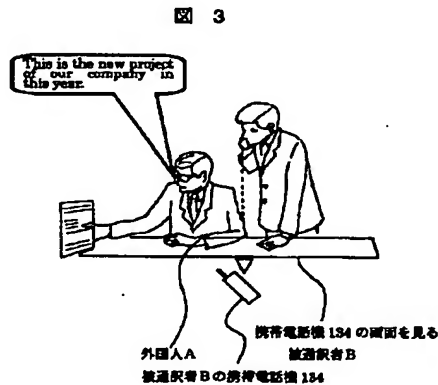 図 3
This is the new project
of our company in
this year.
携帯電話機 134 の画面を見る
被通訳者B
外国人A
被通訳者Bの携帯電話機 134